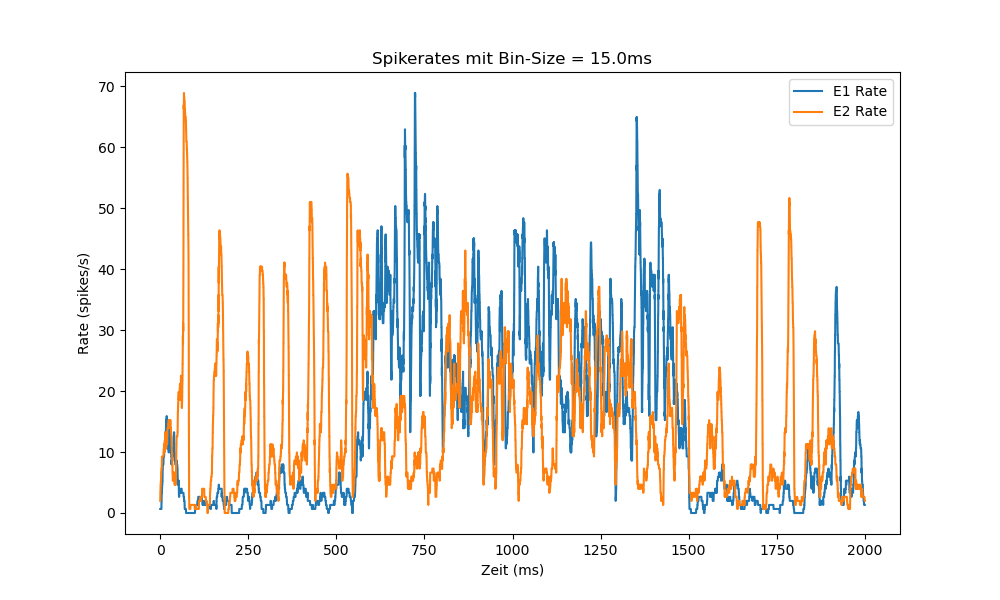 Spikerates mit Bin-Size = 15.0ms
E1 Rate
E2 Rate
Rate (spikes/s)
70
60
50
40
30
20
10
0
0 250 500 750 1000 1250 1500 1750 2000
Zeit (ms)